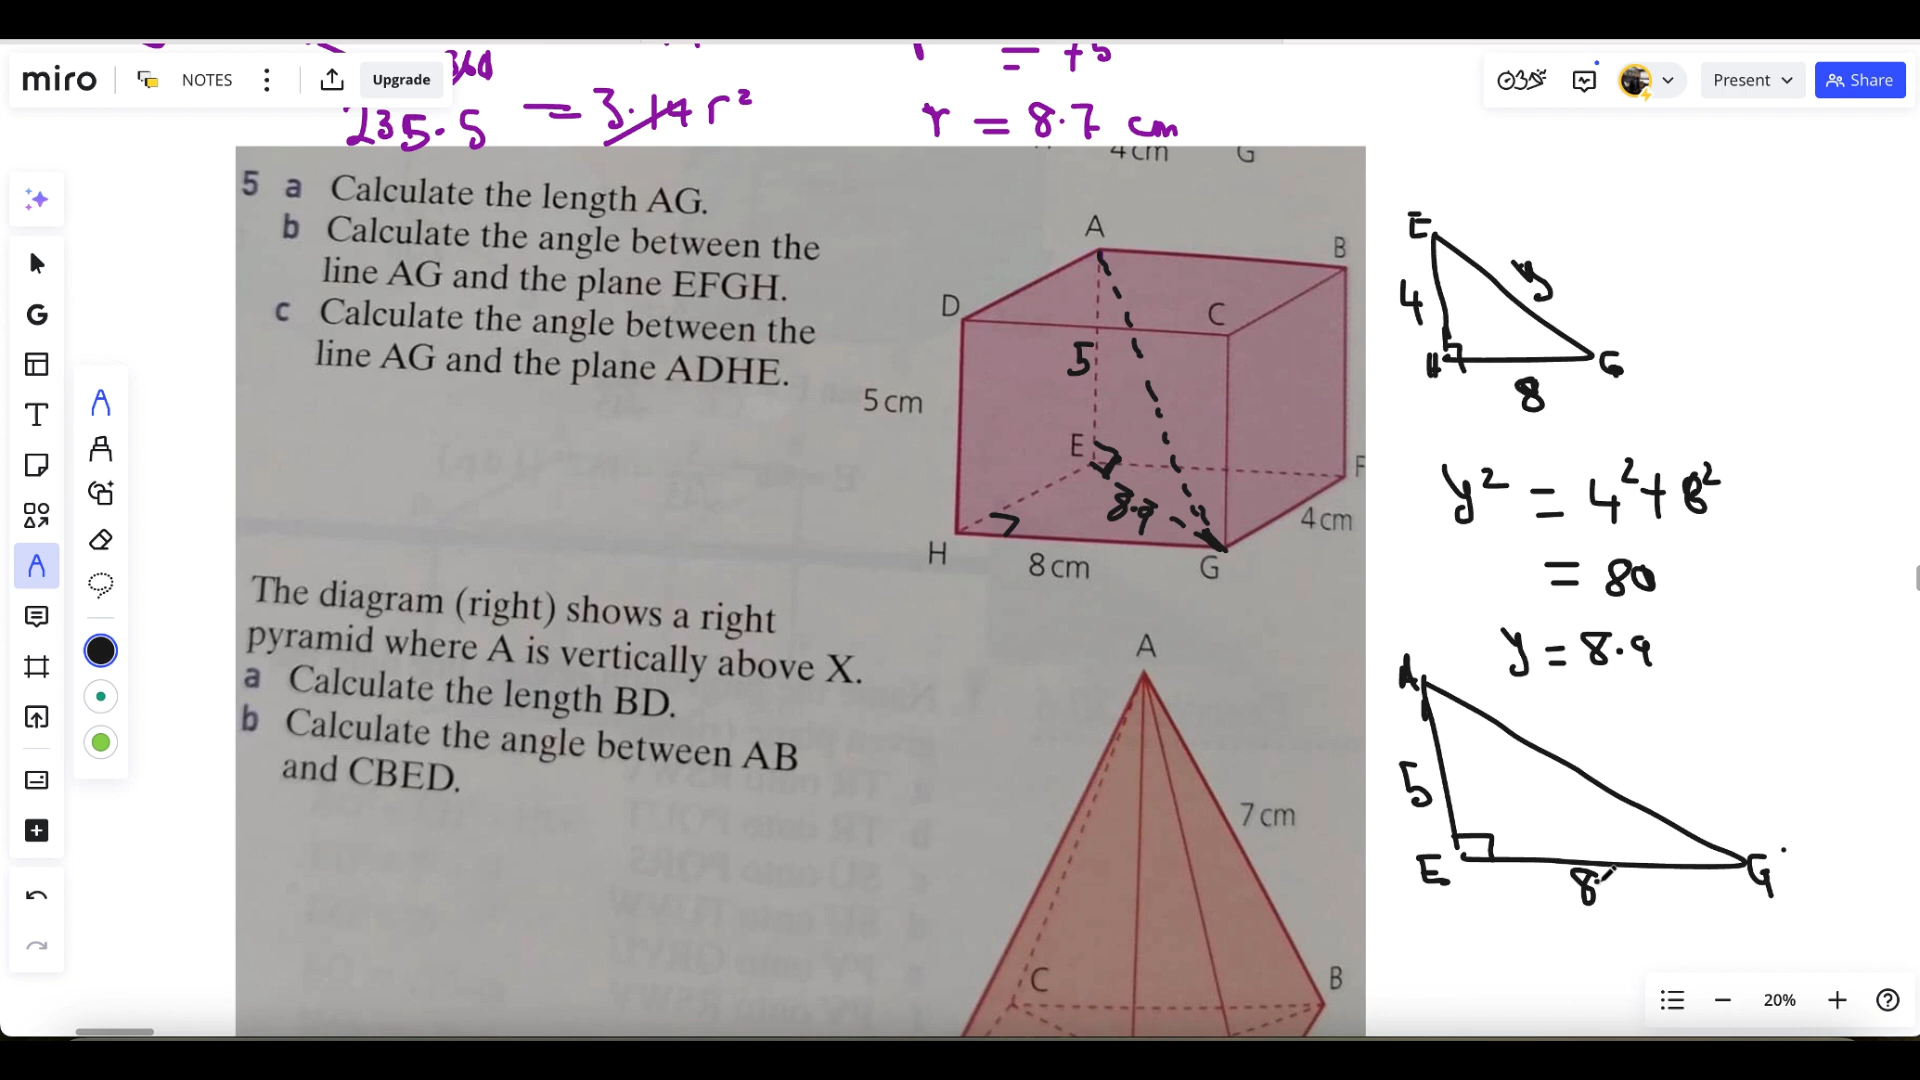 miro
NOTES
Upgrade
Present
Share
360
235.5 = 3.14 r²
= 75
r = 8.7 cm
4 cm G
5 a Calculate the length AG.
b Calculate the angle between the
line AG and the plane EFGH.
c Calculate the angle between the
line AG and the plane ADHE.
A
B
D
C
5
5 cm
E
F
8.9
4 cm
H
8 cm
G
E
y
4
H
G
8
y² = 4² + 8²
= 80
y = 8.9
A
5
E
G
8.
The diagram (right) shows a right
pyramid where A is vertically above X.
a Calculate the length BD.
b Calculate the angle between AB
and CBED.
A
7 cm
C
B
20%